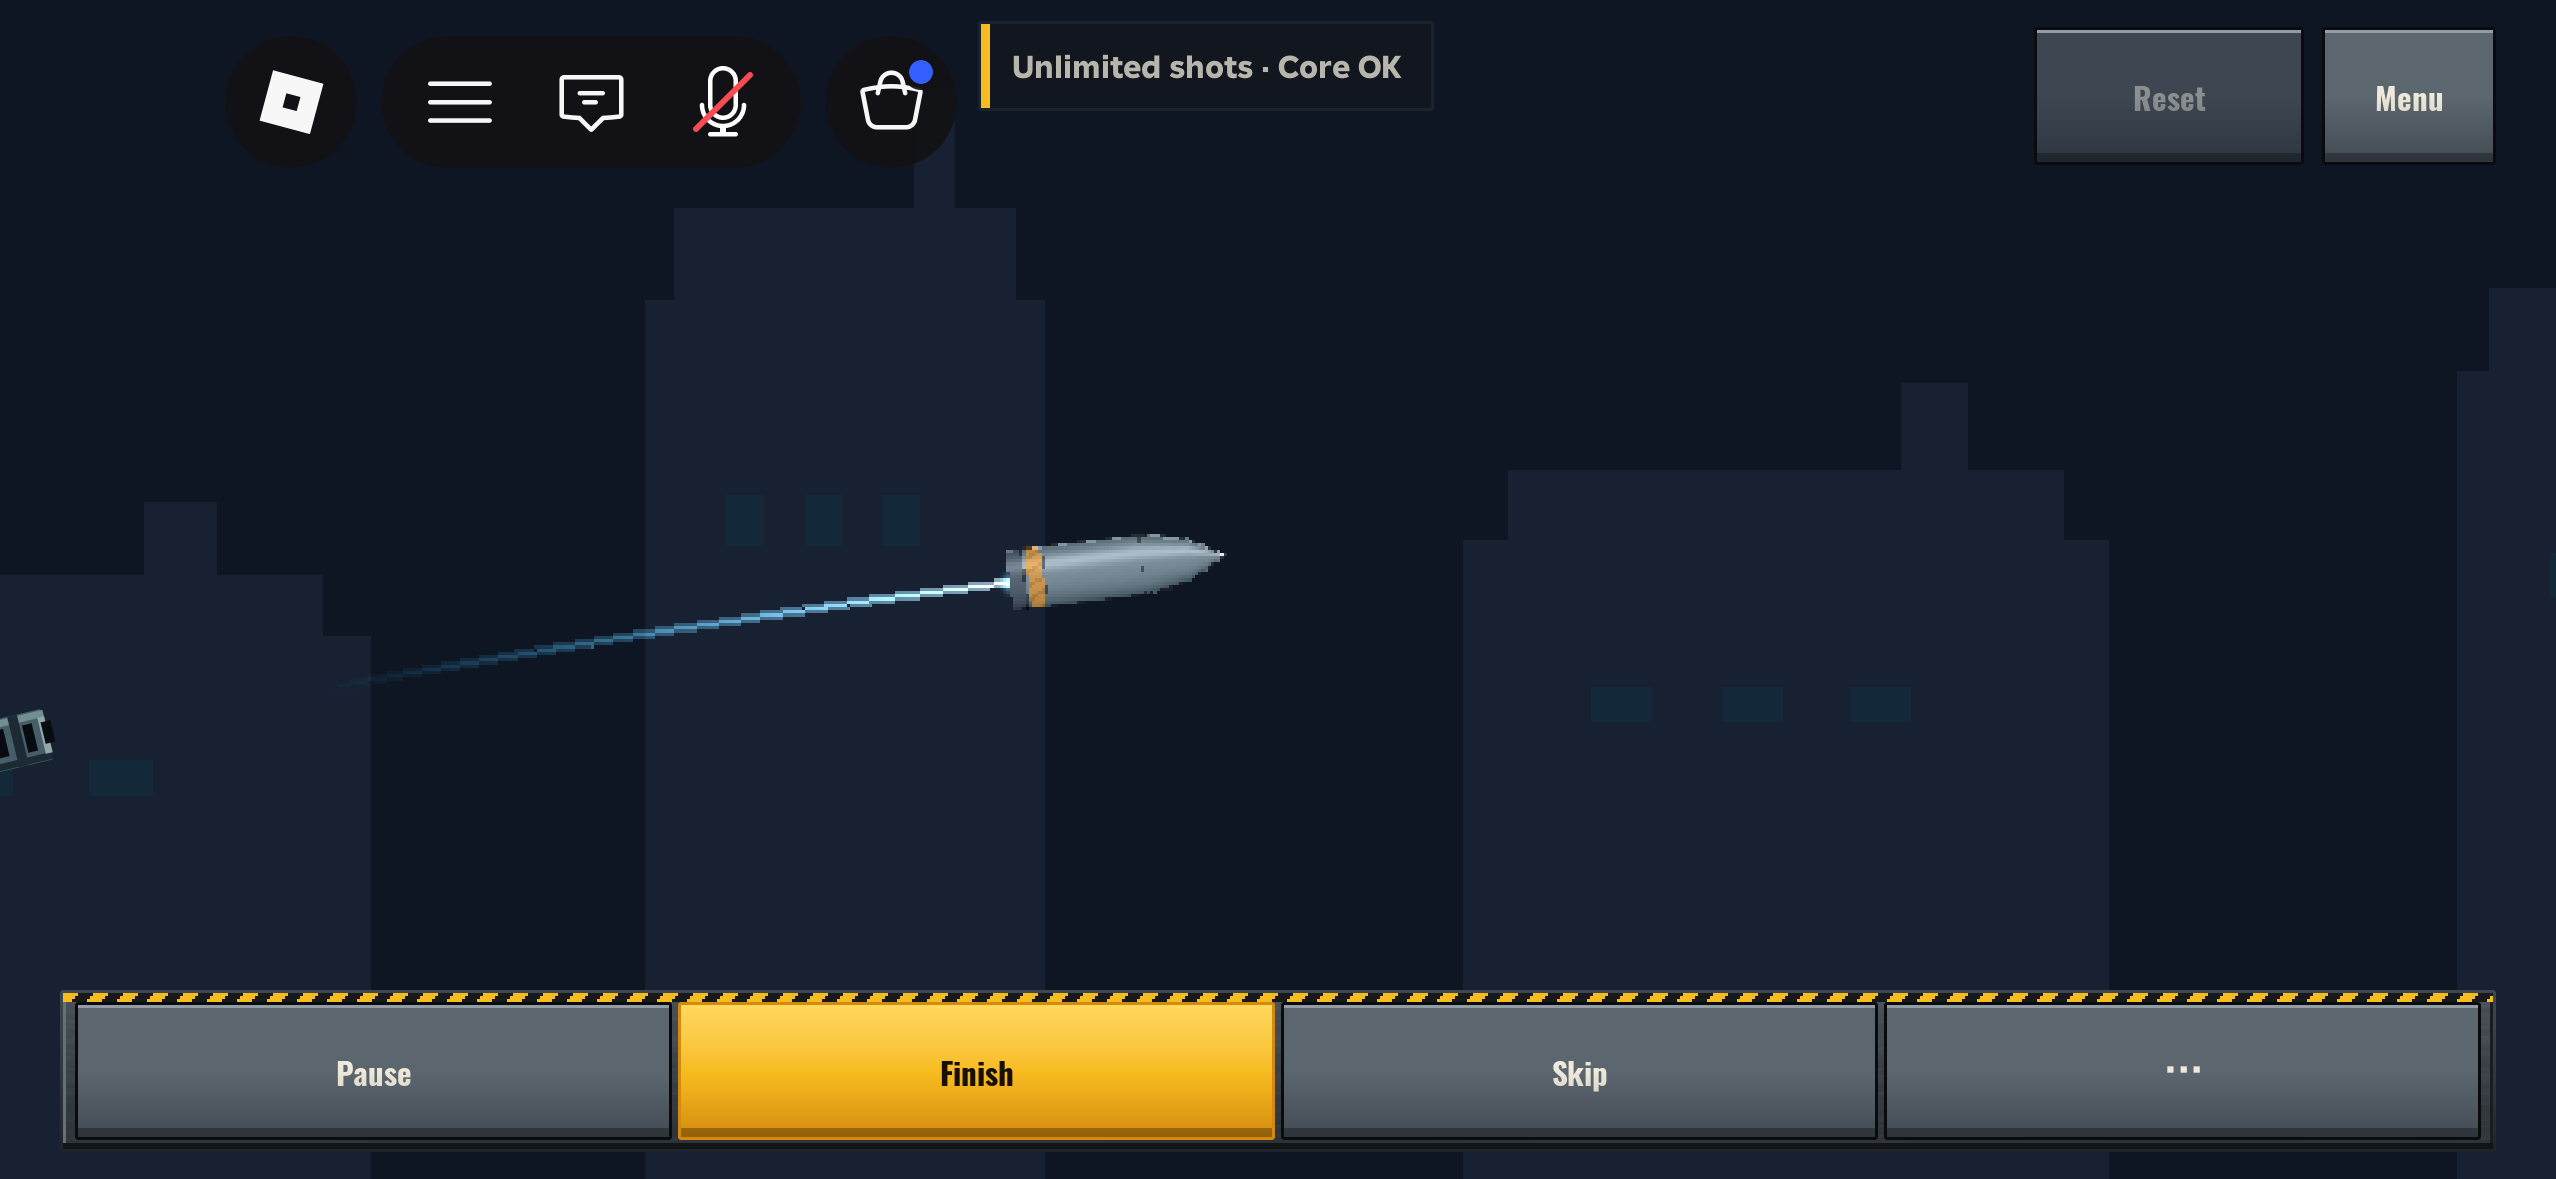 Unlimited shots · Core OK
Reset
Menu
Pause
Finish
Skip
...